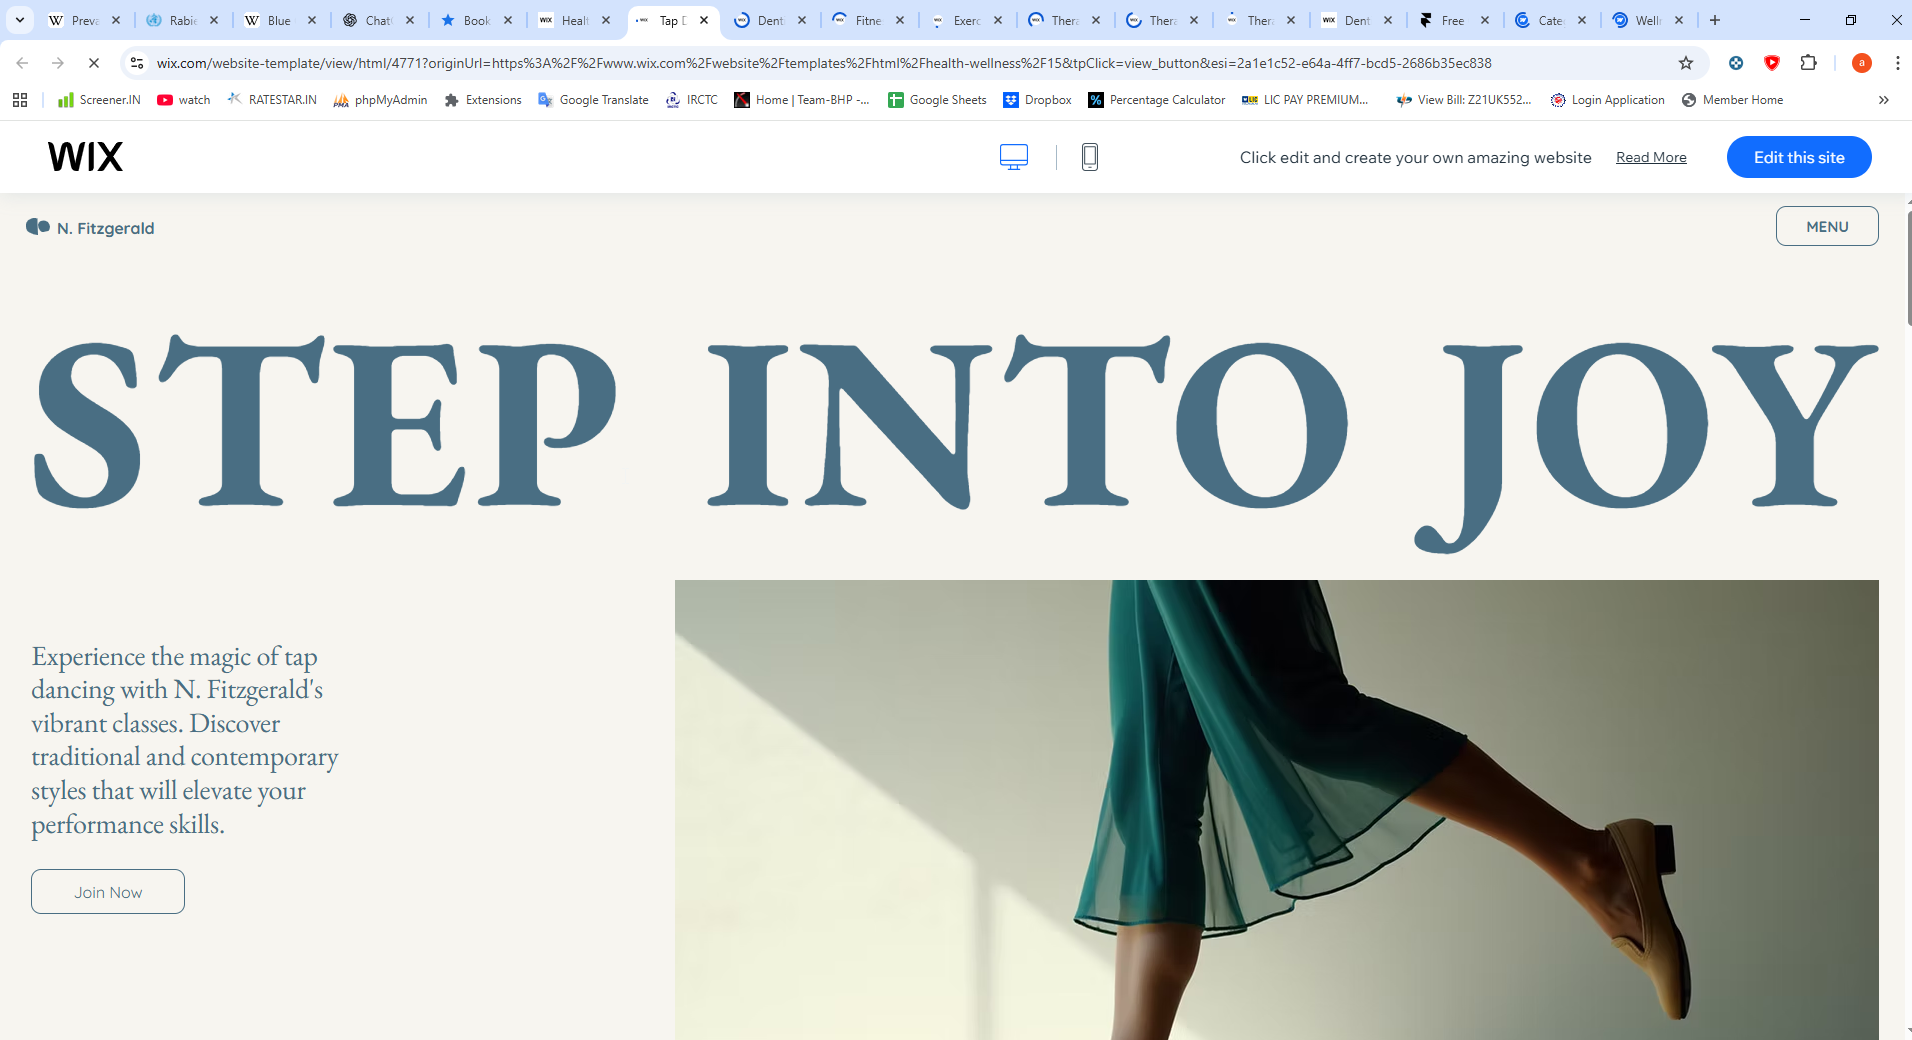 Preva
Rabie
Blue
Chat
Book
WIX Healt
Tap D
Denti
Fitne
Exerc
Thera
Thera
Thera
WIX Dent
Free
Cate
Welln
wix.com/website-template/view/html/4771?originUrl=https%3A%2F%2Fwww.wix.com%2Fwebsite%2Ftemplates%2Fhtml%2Fhealth-wellness%2F15&tpClick=view_button&esi=2a1e1c52-e64a-4ff7-bcd5-2686b35ec838
a
Screener.IN
watch
RATESTAR.IN
phpMyAdmin
Extensions
Google Translate
IRCTC
Home | Team-BHP -...
Google Sheets
Dropbox
Percentage Calculator
LIC PAY PREMIUM...
View Bill: Z21UK552...
Login Application
Member Home
WIX
Click edit and create your own amazing website
Read More
Edit this site
N. Fitzgerald
MENU
STEP INTO JOY
Experience the magic of tap
dancing with N. Fitzgerald's
vibrant classes. Discover
traditional and contemporary
styles that will elevate your
performance skills.
Join Now